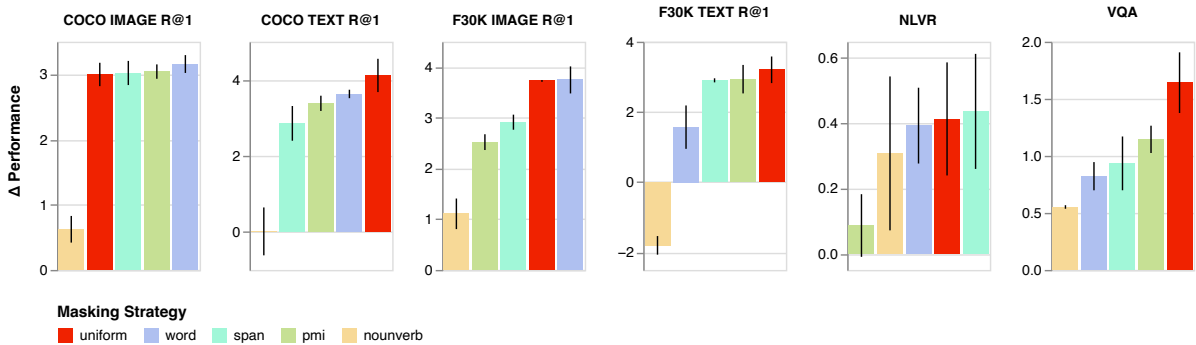 COCO IMAGE R@1
COCO TEXT R@1
F30K IMAGE R@1
F30K TEXT R@1
NLVR
VQA
Δ Performance
3
2
1
0
4
2
0
4
3
2
1
0
4
2
0
−2
0.6
0.4
0.2
0.0
2.0
1.5
1.0
0.5
0.0
Masking Strategy
uniform word span pmi nounverb